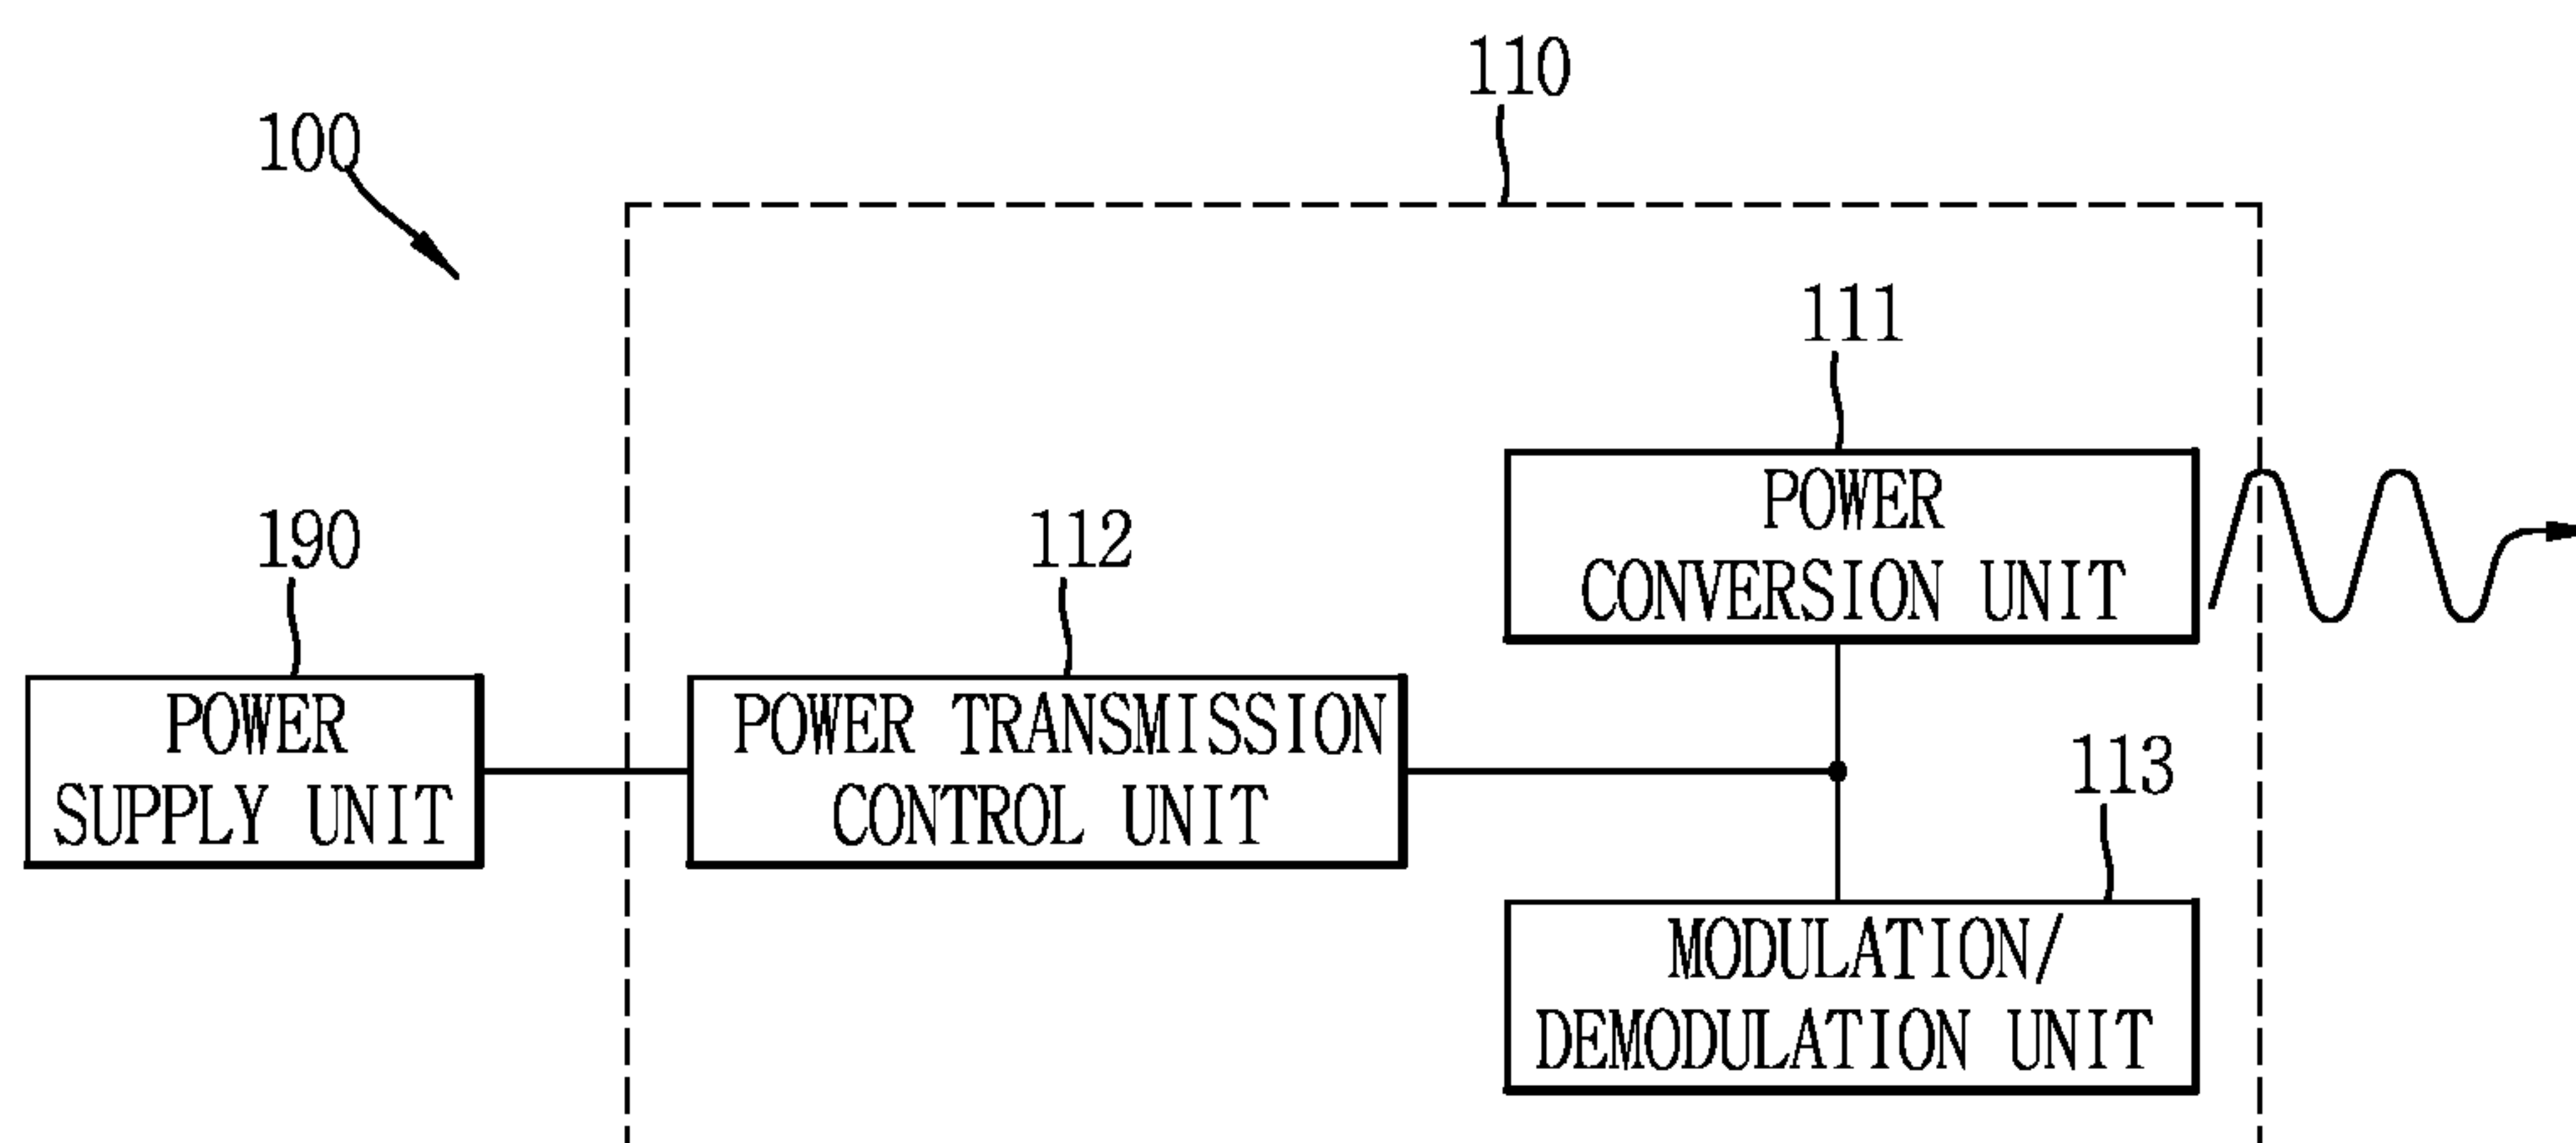 110
100
111
POWER
CONVERSION UNIT
190
112
POWER
SUPPLY UNIT
POWER TRANSMISSION
CONTROL UNIT
113
MODULATION/
DEMODULATION UNIT